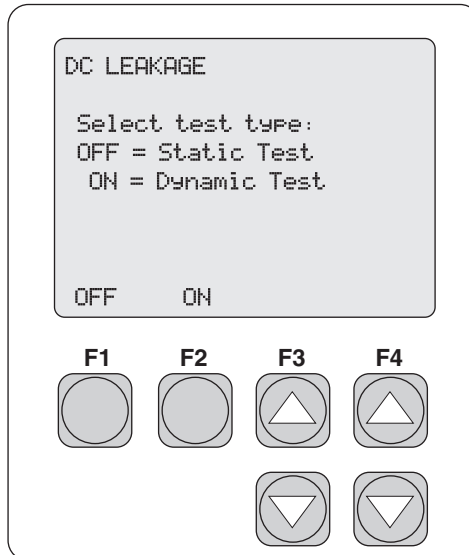 DC LEAKAGE
Select test type:
OFF = Static Test
ON = Dynamic Test
OFF ON
F1 F2 F3 F4